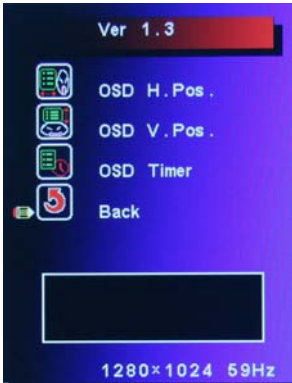 Ver 1.3
OSD H.Pos.
OSD V.Pos.
OSD Timer
Back
1280×1024 59Hz